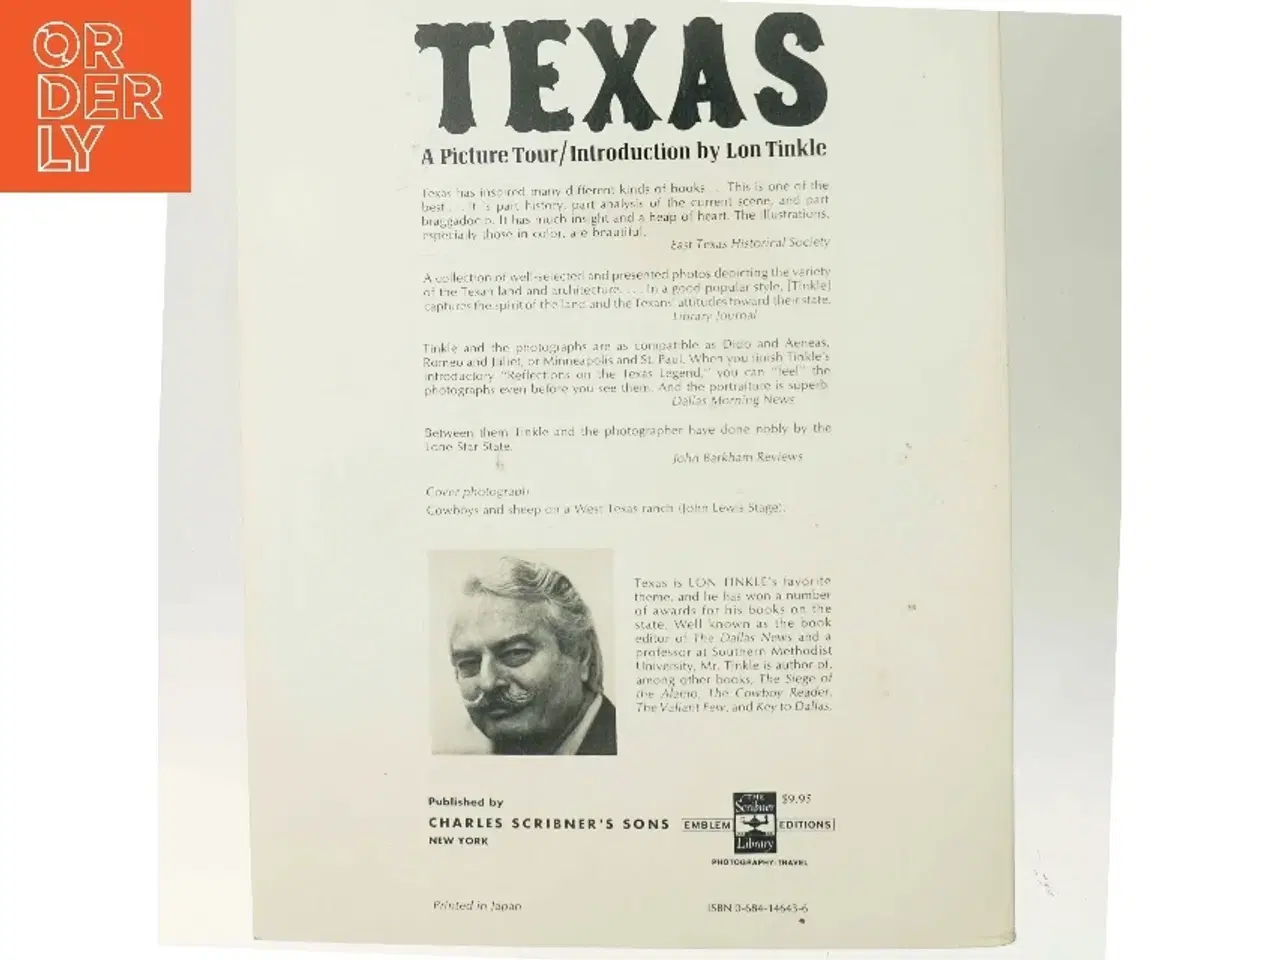 ORDERLY
TEXAS
A Picture Tour/Introduction by Lon Tinkle
Texas has inspired many different kinds of books . . . This is one of the
best . . . It is part history, part analysis of the current scene, and part
braggadocio. It has much insight and a heap of heart. The illustrations,
especially those in color, are beautiful.
East Texas Historical Society
A collection of well-selected and presented photos depicting the variety
of the Texan land and architecture. . . . In a good popular style, [Tinkle]
captures the spirit of the land and the Texans' attitudes toward their state.
Library Journal
Tinkle and the photographs are as compatible as Dido and Aeneas,
Romeo and Juliet, or Minneapolis and St. Paul. When you finish Tinkle's
introductory "Reflections on the Texas Legend," you can "feel" the
photographs even before you see them. And the portraiture is superb.
Dallas Morning News
Between them Tinkle and the photographer have done nobly by the
Lone Star State.
John Barkham Reviews
Cover photograph
Cowboys and sheep on a West Texas ranch (John Lewis Stage).
Texas is LON TINKLE's favorite
theme, and he has won a number
of awards for his books on the
state. Well known as the book
editor of The Dallas News and a
professor at Southern Methodist
University, Mr. Tinkle is author of,
among other books, The Siege of
the Alamo, The Cowboy Reader,
The Valiant Few, and Key to Dallas.
Published by
CHARLES SCRIBNER'S SONS
NEW YORK
$9.95
EMBLEM THE Scribner Library EDITIONS
PHOTOGRAPHY-TRAVEL
Printed in Japan
ISBN 0-684-14643-6